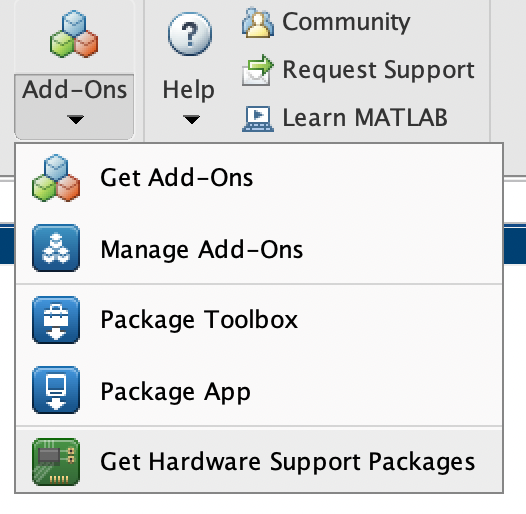 Add-Ons
Help
Community
Request Support
Learn MATLAB
Get Add-Ons
Manage Add-Ons
Package Toolbox
Package App
Get Hardware Support Packages